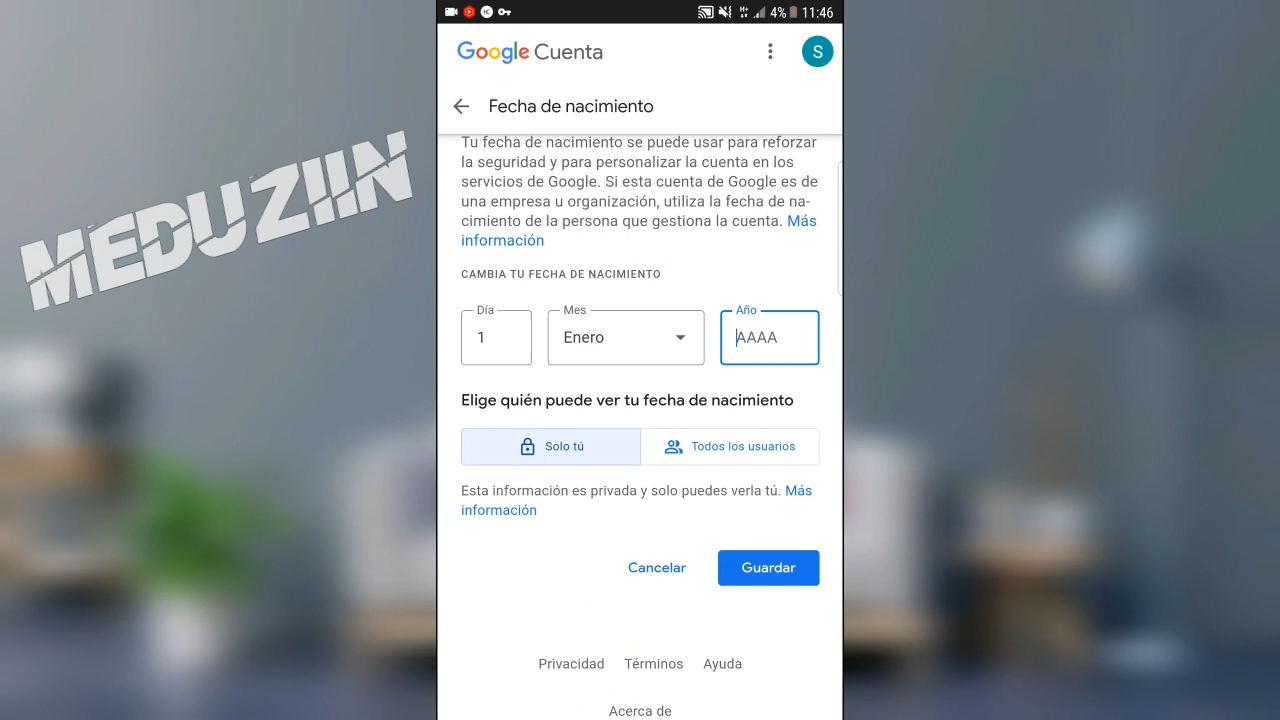 4% 11:46
Google Cuenta
S
Fecha de nacimiento
Tu fecha de nacimiento se puede usar para reforzar
la seguridad y para personalizar la cuenta en los
servicios de Google. Si esta cuenta de Google es de
una empresa u organización, utiliza la fecha de na-
cimiento de la persona que gestiona la cuenta. Más
información
CAMBIA TU FECHA DE NACIMIENTO
Día Mes Año
1 Enero AAAA
Elige quién puede ver tu fecha de nacimiento
Solo tú Todos los usuarios
Esta información es privada y solo puedes verla tú. Más
información
Cancelar Guardar
Privacidad Términos Ayuda
Acerca de
MEDUZIIN